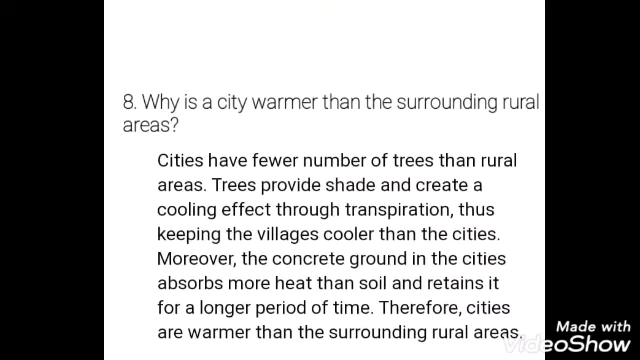 8. Why is a city warmer than the surrounding rural
areas?
Cities have fewer number of trees than rural
areas. Trees provide shade and create a
cooling effect through transpiration, thus
keeping the villages cooler than the cities.
Moreover, the concrete ground in the cities
absorbs more heat than soil and retains it
for a longer period of time. Therefore, cities
are warmer than the surrounding rural areas.
Made with
VideoShow